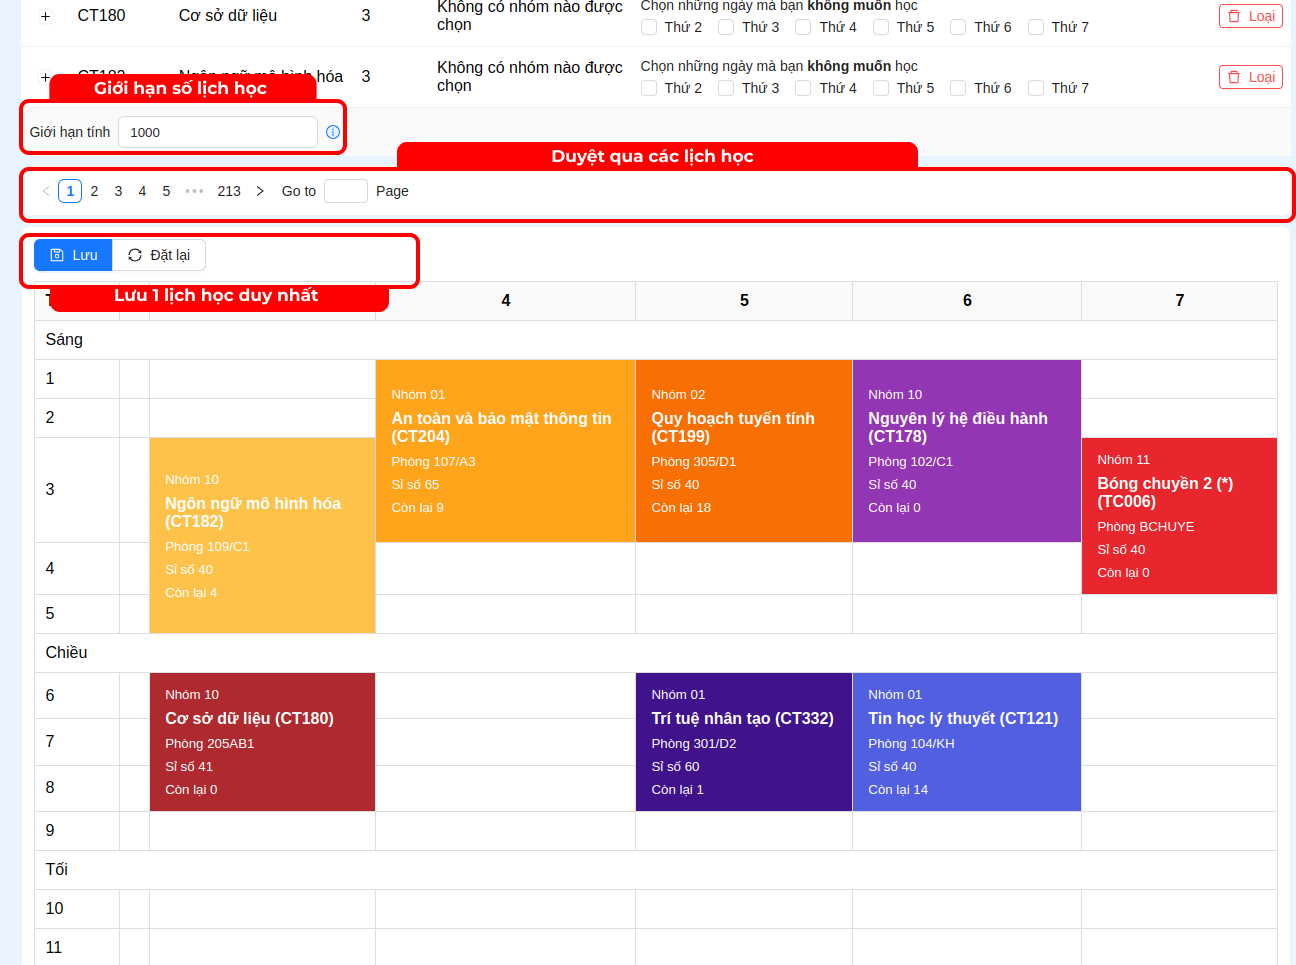 CT180 Cơ sở dữ liệu 3 Không có nhóm nào được chọn Chọn những ngày mà bạn không muốn học
Thứ 2 Thứ 3 Thứ 4 Thứ 5 Thứ 6 Thứ 7 Loại
CT182 Ngôn ngữ mô hình hóa 3 Không có nhóm nào được chọn Chọn những ngày mà bạn không muốn học
Thứ 2 Thứ 3 Thứ 4 Thứ 5 Thứ 6 Thứ 7 Loại
Giới hạn số lịch học
Giới hạn tính 1000
Duyệt qua các lịch học
1 2 3 4 5 ••• 213 Go to Page
Lưu Đặt lại
Lưu 1 lịch học duy nhất
4 5 6 7
Sáng
1
2
3
4
5
Nhóm 10
Ngôn ngữ mô hình hóa
(CT182)
Phòng 109/C1
Sỉ số 40
Còn lại 4
Nhóm 01
An toàn và bảo mật thông tin
(CT204)
Phòng 107/A3
Sỉ số 65
Còn lại 9
Nhóm 02
Quy hoạch tuyến tính
(CT199)
Phòng 305/D1
Sỉ số 40
Còn lại 18
Nhóm 10
Nguyên lý hệ điều hành
(CT178)
Phòng 102/C1
Sỉ số 40
Còn lại 0
Nhóm 11
Bóng chuyền 2 (*)
(TC006)
Phòng BCHUYE
Sỉ số 40
Còn lại 0
Chiều
6
7
8
9
Nhóm 10
Cơ sở dữ liệu (CT180)
Phòng 205AB1
Sỉ số 41
Còn lại 0
Nhóm 01
Trí tuệ nhân tạo (CT332)
Phòng 301/D2
Sỉ số 60
Còn lại 1
Nhóm 01
Tin học lý thuyết (CT121)
Phòng 104/KH
Sỉ số 40
Còn lại 14
Tối
10
11